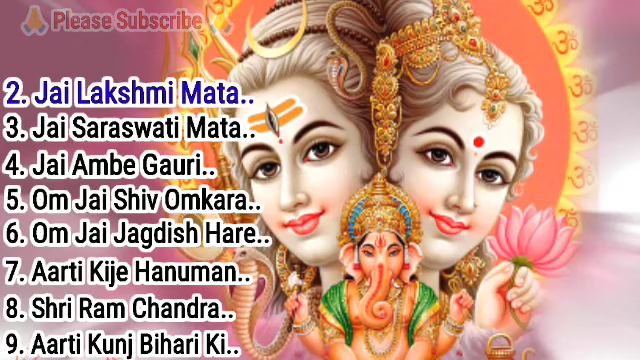 🙏 Please Subscribe 🙏
2. Jai Lakshmi Mata..
3. Jai Saraswati Mata..
4. Jai Ambe Gauri..
5. Om Jai Shiv Omkara..
6. Om Jai Jagdish Hare..
7. Aarti Kije Hanuman..
8. Shri Ram Chandra..
9. Aarti Kunj Bihari Ki..